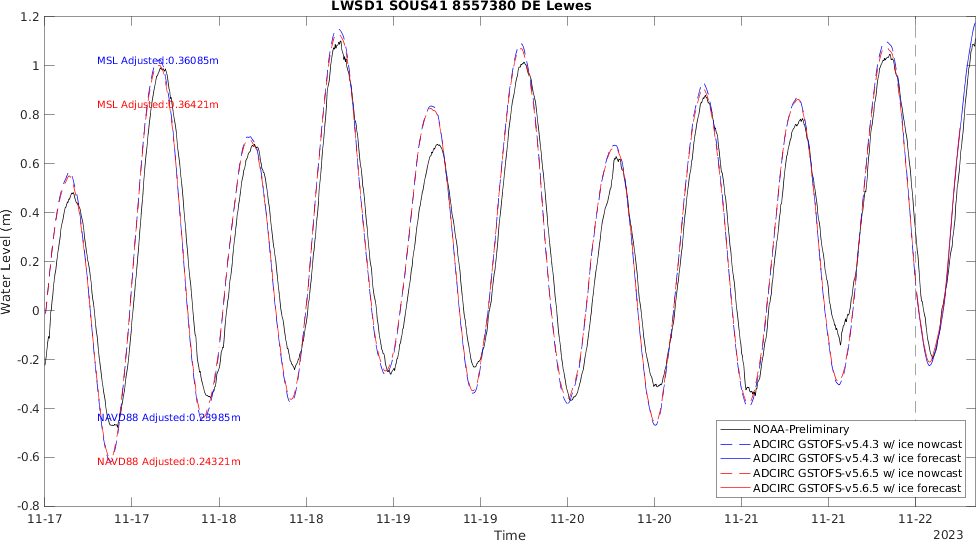 LWSD1 SOUS41 8557380 DE Lewes
1.2
1
0.8
0.6
0.4
0.2
0
-0.2
-0.4
-0.6
-0.8
Water Level (m)
MSL Adjusted:0.36085m
MSL Adjusted:0.36421m
NAVD88 Adjusted:0.23985m
NAVD88 Adjusted:0.24321m
NOAA-Preliminary
ADCIRC GSTOFS-v5.4.3 w/ ice nowcast
ADCIRC GSTOFS-v5.4.3 w/ ice forecast
ADCIRC GSTOFS-v5.6.5 w/ ice nowcast
ADCIRC GSTOFS-v5.6.5 w/ ice forecast
11-17 11-17 11-18 11-18 11-19 11-19 11-20 11-20 11-21 11-21 11-22
Time
2023